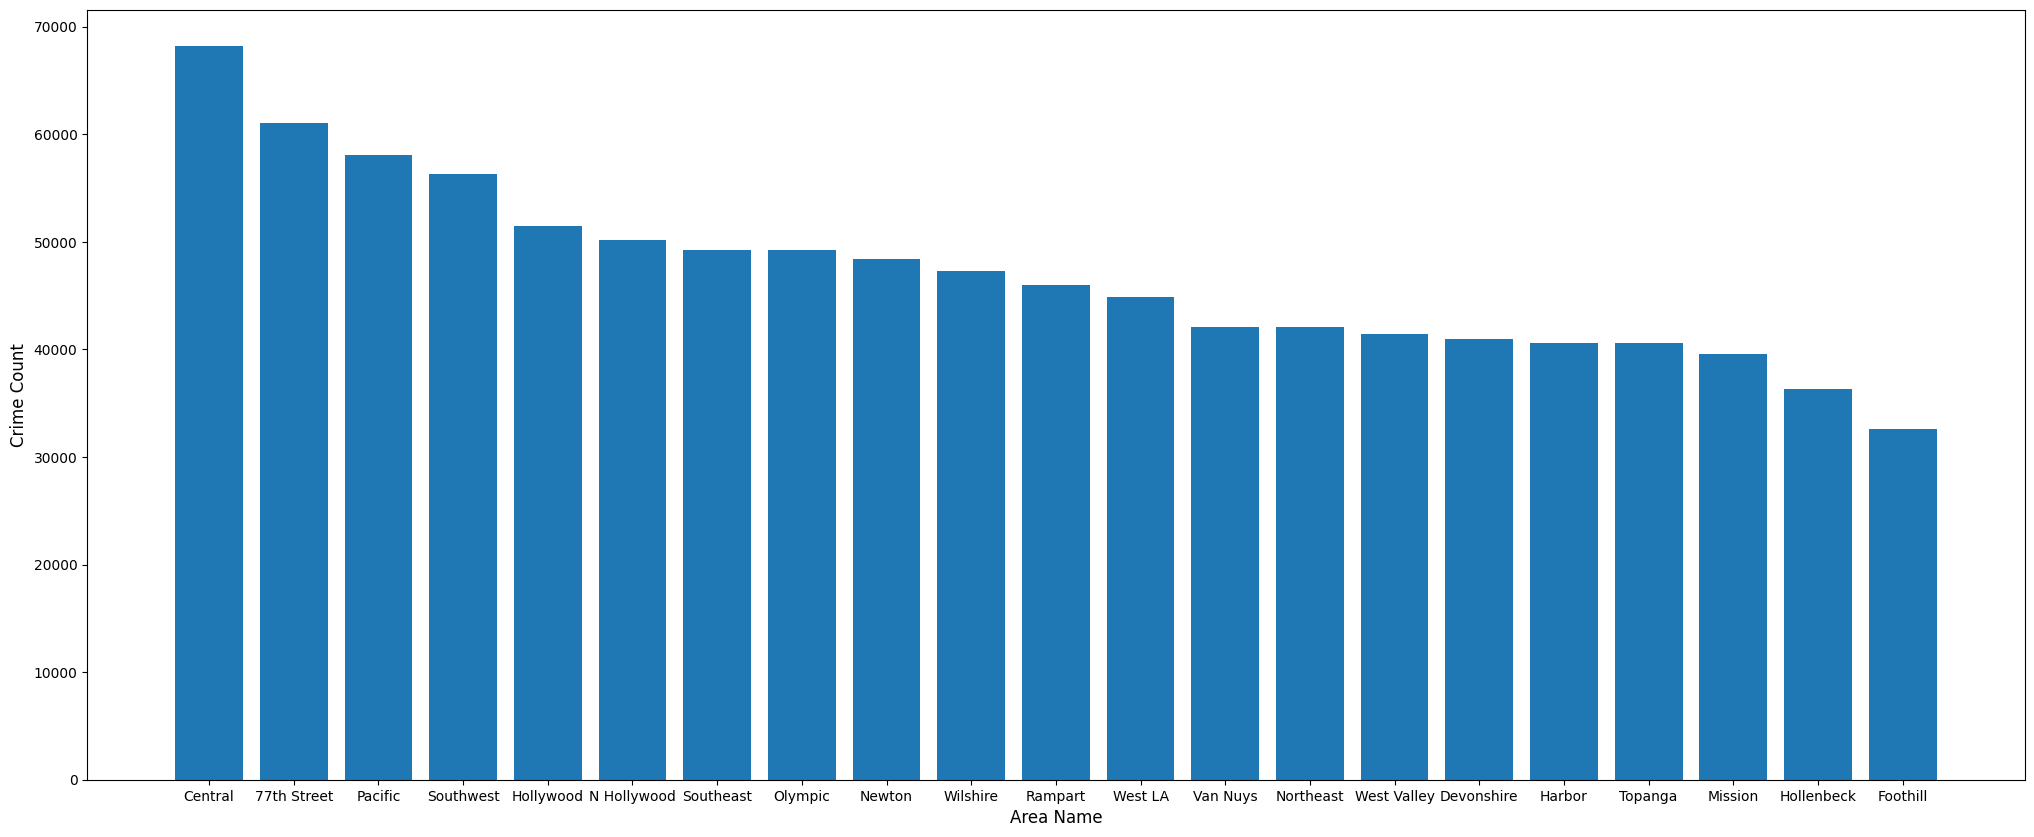 70000
60000
50000
40000
30000
20000
10000
0
Crime Count
Central 77th Street Pacific Southwest Hollywood N Hollywood Southeast Olympic Newton Wilshire Rampart West LA Van Nuys Northeast West Valley Devonshire Harbor Topanga Mission Hollenbeck Foothill
Area Name